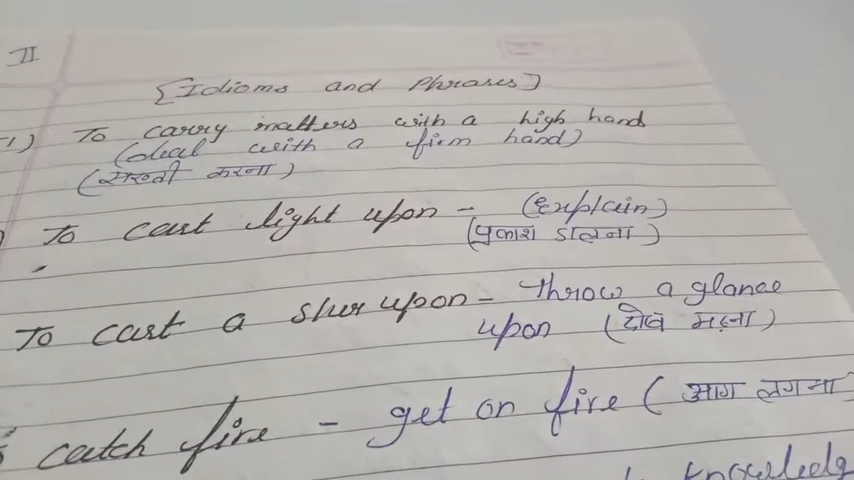 II
[Idioms and Phrases]
1) To carry matters with a high hand
(deal with a firm hand)
(सख्ती करना)
To cast light upon - (Explain)
(प्रकाश डालना)
To cast a slur upon - throw a glance
upon (दोष मढ़ना)
catch fire - get on fire (आग लगना
knowledg